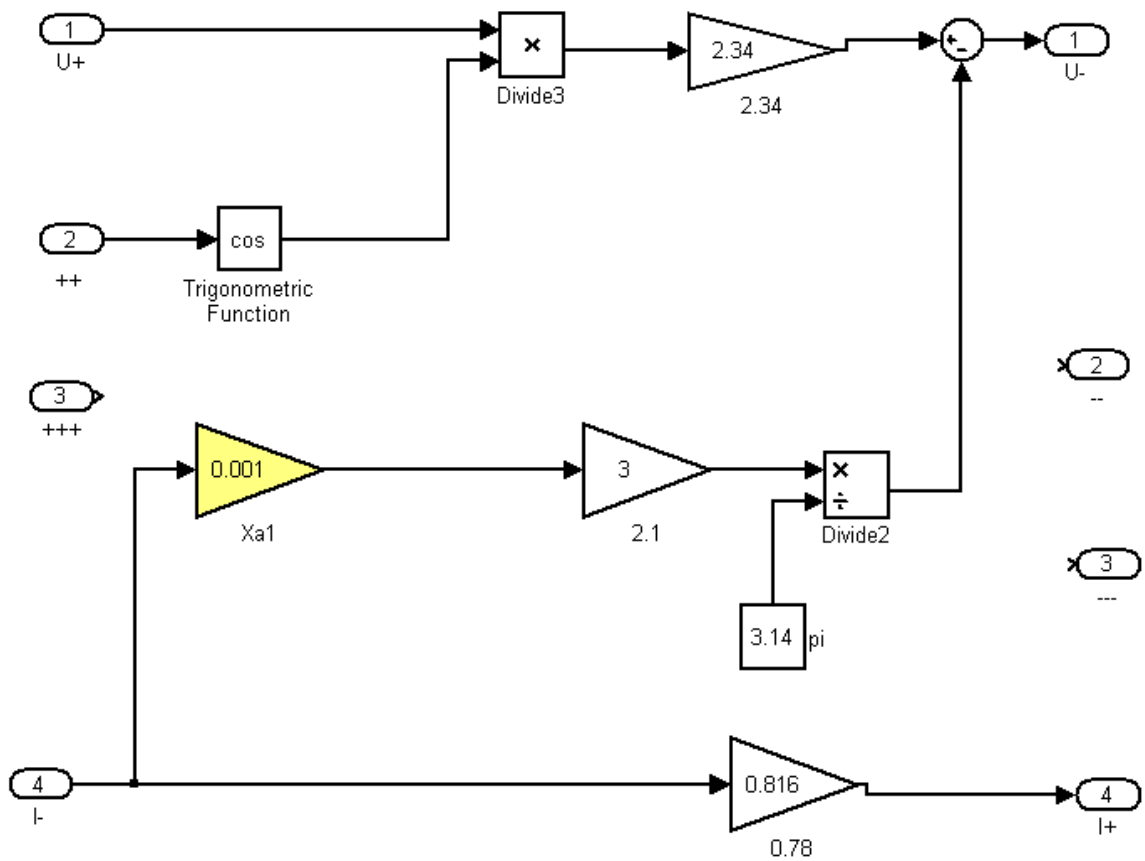 1
U+
×
Divide3
2.34
2.34
+-
1
U-
2
++
cos
Trigonometric
Function
3
+++
2
--
0.001
Xa1
3
2.1
×
÷
Divide2
3
---
3.14
pi
4
I-
0.816
0.78
4
I+